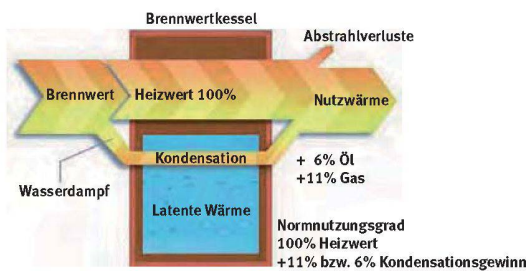 Brennwertkessel
Abstrahlverluste
Brennwert
Heizwert 100%
Nutzwärme
Kondensation
+ 6% Öl
+11% Gas
Wasserdampf
Latente Wärme
Normnutzungsgrad
100% Heizwert
+11% bzw. 6% Kondensationsgewinn